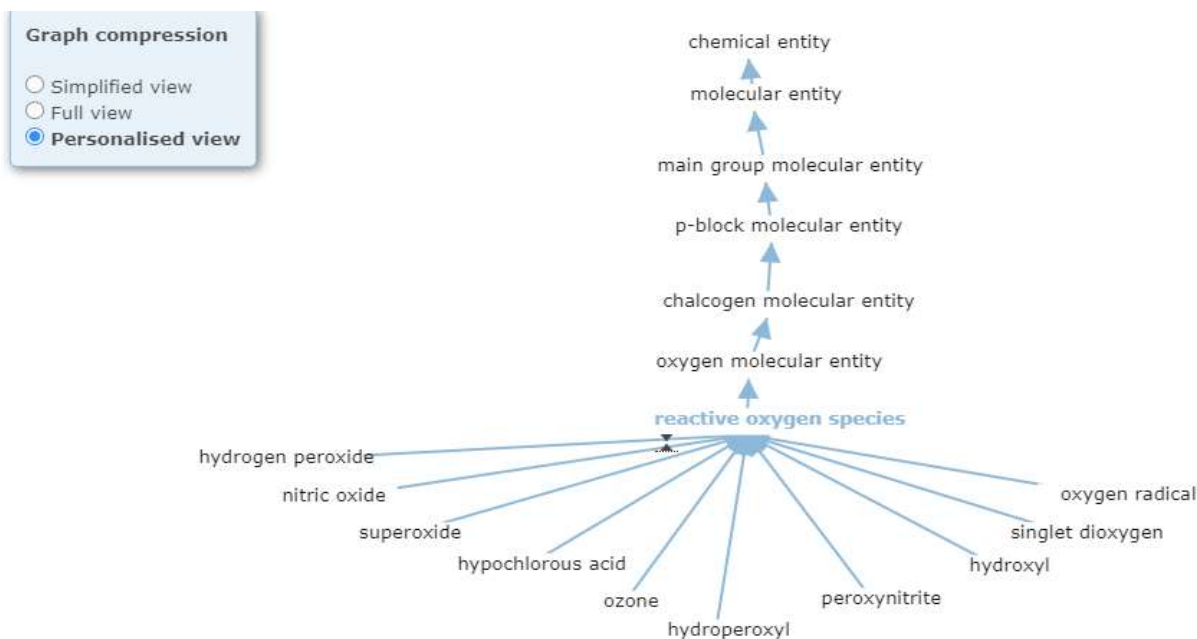 Graph compression
Simplified view
Full view
Personalised view
chemical entity
molecular entity
main group molecular entity
p-block molecular entity
chalcogen molecular entity
oxygen molecular entity
reactive oxygen species
hydrogen peroxide
nitric oxide
superoxide
hypochlorous acid
ozone
hydroperoxyl
peroxynitrite
hydroxyl
singlet dioxygen
oxygen radical